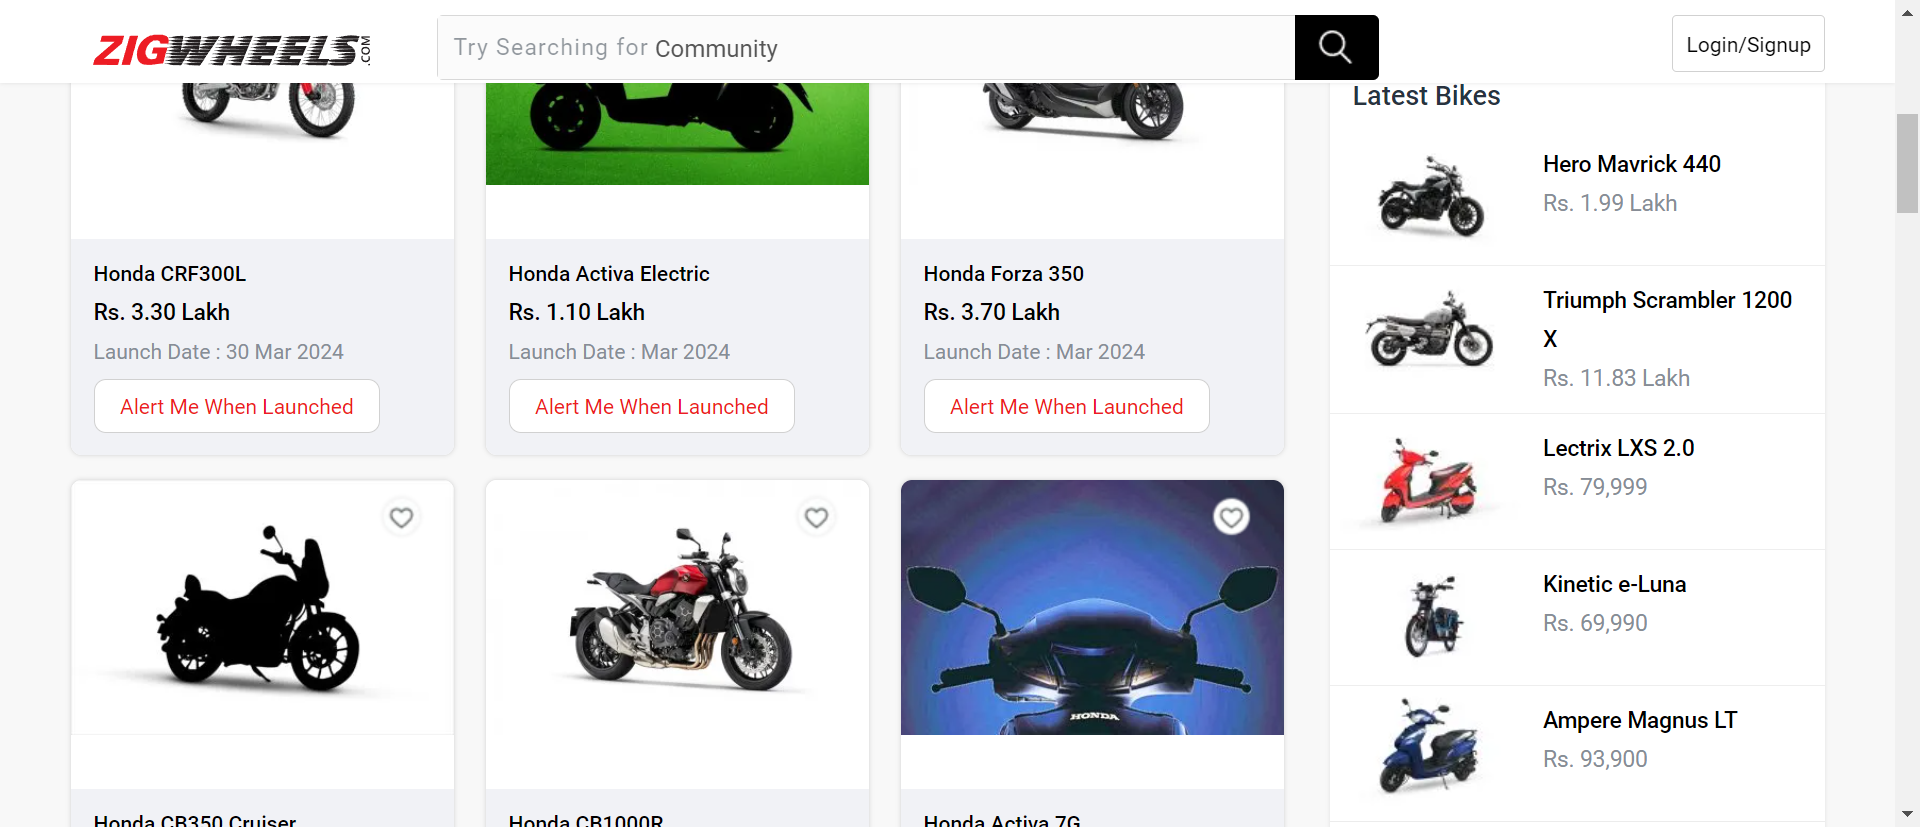 ZIGWHEELS.COM
Try Searching for Community
Login/Signup
Honda CRF300L
Rs. 3.30 Lakh
Launch Date : 30 Mar 2024
Alert Me When Launched
Honda Activa Electric
Rs. 1.10 Lakh
Launch Date : Mar 2024
Alert Me When Launched
Honda Forza 350
Rs. 3.70 Lakh
Launch Date : Mar 2024
Alert Me When Launched
HONDA
Honda CB350 Cruiser
Honda CB1000R
Honda Activa 7G
Latest Bikes
Hero Mavrick 440
Rs. 1.99 Lakh
Triumph Scrambler 1200
X
Rs. 11.83 Lakh
Lectrix LXS 2.0
Rs. 79,999
Kinetic e-Luna
Rs. 69,990
Ampere Magnus LT
Rs. 93,900